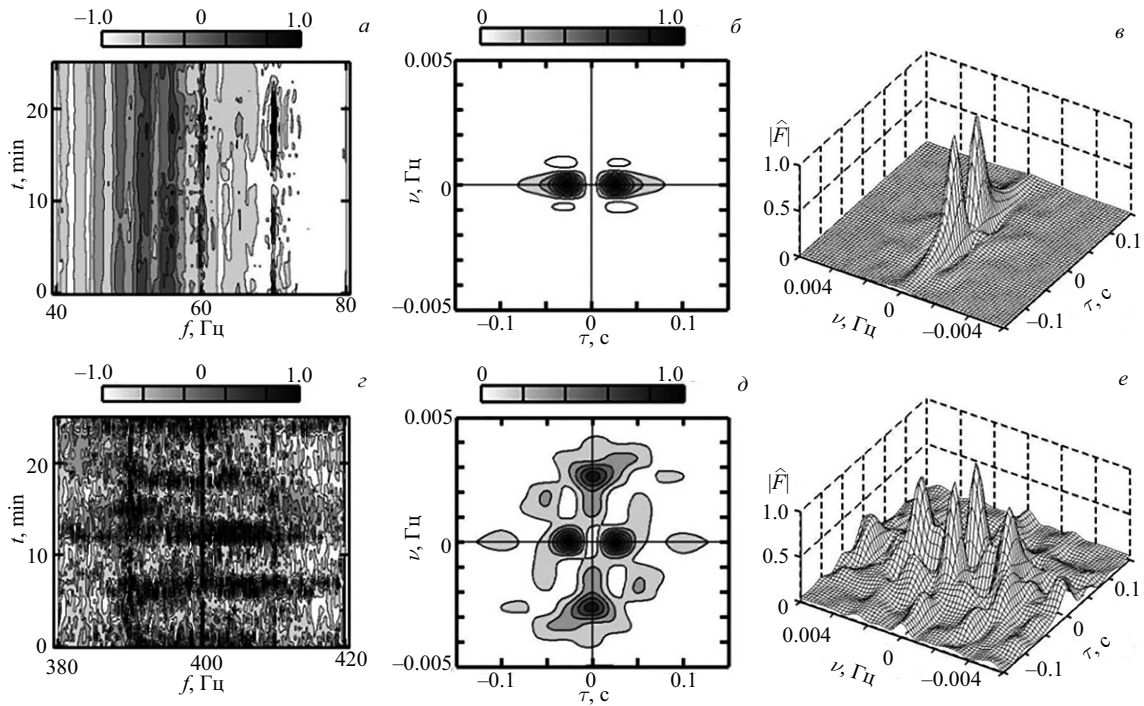 –1.0 0 1.0 а
20
10
0
t, min
40 60 80
f, Гц
0 1.0 б
0.005
0
–0.005
ν, Гц
–0.1 0 0.1
τ, с
в
|F̂|
1.0
0.5
0
0.004 0 –0.004
ν, Гц
–0.1 0 0.1
τ, с
–1.0 0 1.0 г
20
10
0
t, min
380 400 420
f, Гц
0 1.0 д
0.005
0
–0.005
ν, Гц
–0.1 0 0.1
τ, с
е
|F̂|
1.0
0.5
0
0.004 0 –0.004
ν, Гц
–0.1 0 0.1
τ, с